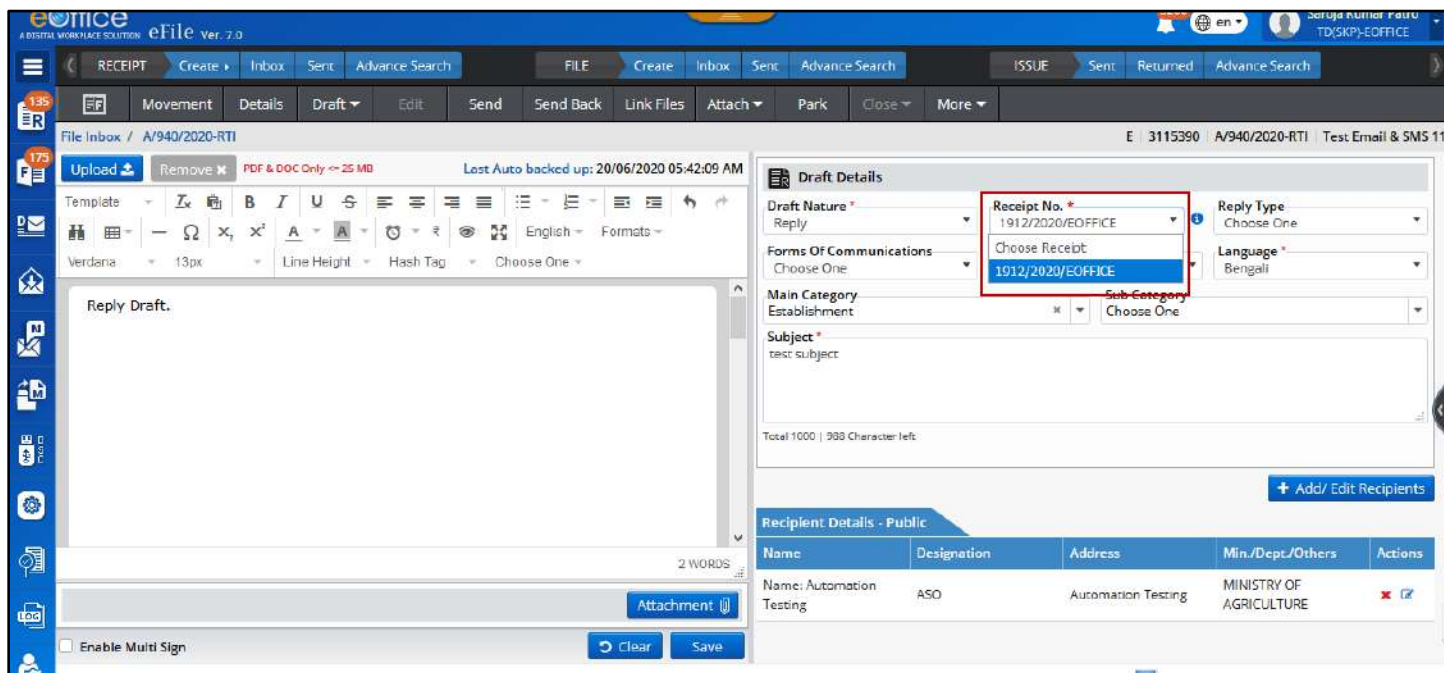 eOffice
A DIGITAL WORKPLACE SOLUTION eFile Ver. 7.0
en
Saroja Kumar Patro
TD(SKP)-EOFFICE
RECEIPT Create Inbox Sent Advance Search FILE Create Inbox Sent Advance Search ISSUE Sent Returned Advance Search
135
Movement Details Draft Edit Send Send Back Link Files Attach Park Close More
File Inbox / A/940/2020-RTI E 3115390 A/940/2020-RTI Test Email & SMS 11
175
Upload Remove PDF & DOC Only <= 25 MB Last Auto backed up: 20/06/2020 05:42:09 AM
Template
English Formats
Verdana 13px Line Height Hash Tag Choose One
Reply Draft.
2 WORDS
Attachment
Enable Multi Sign Clear Save
Draft Details
Draft Nature * Receipt No. * Reply Type
Reply 1912/2020/EOFFICE Choose One
Choose Receipt
1912/2020/EOFFICE
Forms Of Communications Language *
Choose One Bengali
Main Category Sub Category
Establishment Choose One
Subject *
test subject
Total 1000 | 988 Character left
+ Add/ Edit Recipients
Recipient Details - Public
Name Designation Address Min./Dept./Others Actions
Name: Automation Testing ASO Automation Testing MINISTRY OF AGRICULTURE